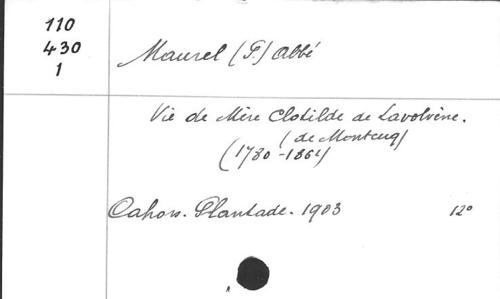 110
430
1
Maurel (P.) Abbé
Vie de Mère Clotilde de Lavolvène.
(de Montcuq)
(1780-1861)
Cahors. Plantade. 1903 12°